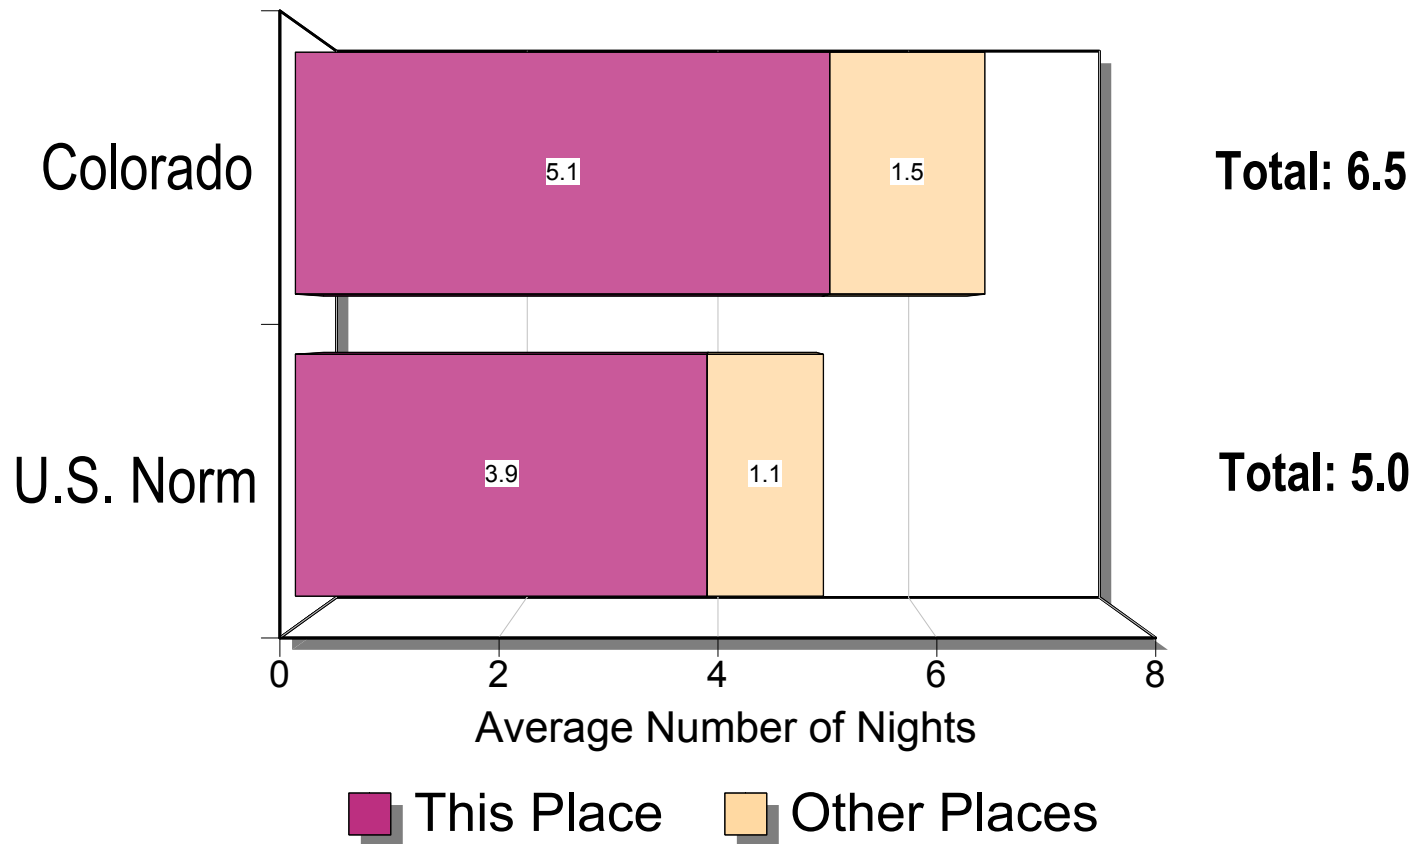 Colorado
5.1
1.5
Total: 6.5
U.S. Norm
3.9
1.1
Total: 5.0
0 2 4 6 8
Average Number of Nights
This Place Other Places